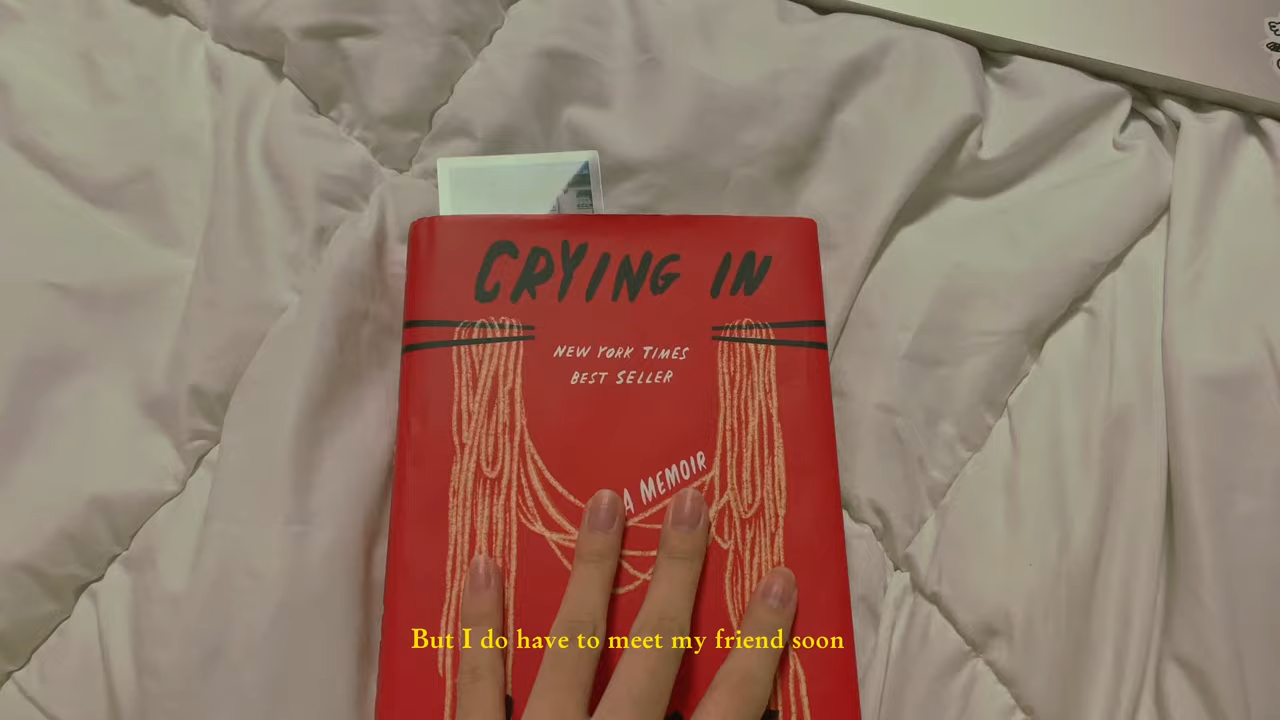 CRYING IN
NEW YORK TIMES
BEST SELLER
A MEMOIR
But I do have to meet my friend soon